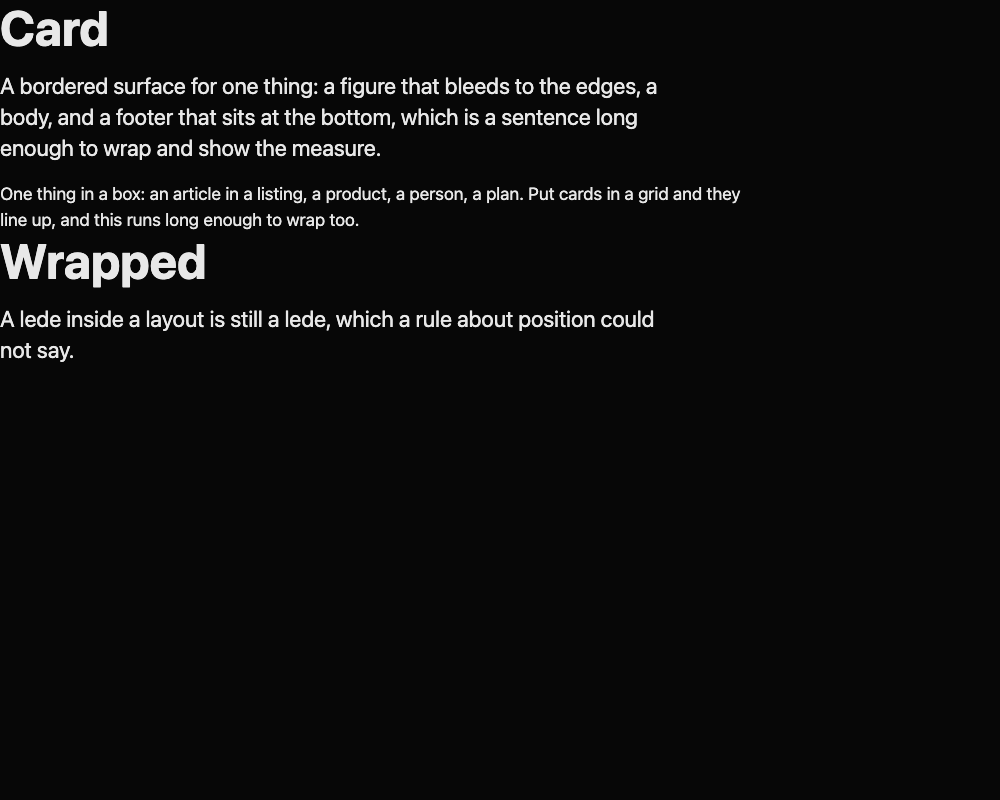 Card
A bordered surface for one thing: a figure that bleeds to the edges, a
body, and a footer that sits at the bottom, which is a sentence long
enough to wrap and show the measure.
One thing in a box: an article in a listing, a product, a person, a plan. Put cards in a grid and they
line up, and this runs long enough to wrap too.
Wrapped
A lede inside a layout is still a lede, which a rule about position could
not say.